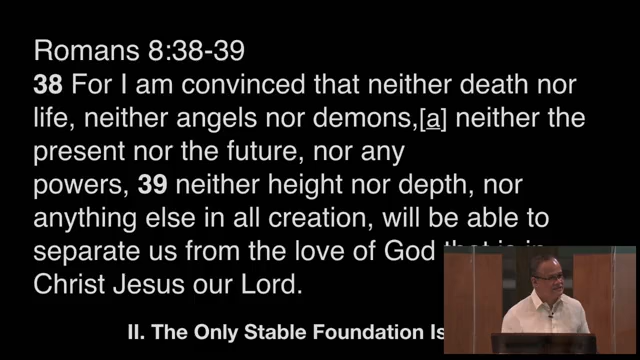 Romans 8:38-39
38 For I am convinced that neither death nor
life, neither angels nor demons,[a] neither the
present nor the future, nor any
powers, 39 neither height nor depth, nor
anything else in all creation, will be able to
separate us from the love of God that is in
Christ Jesus our Lord.
II. The Only Stable Foundation Is